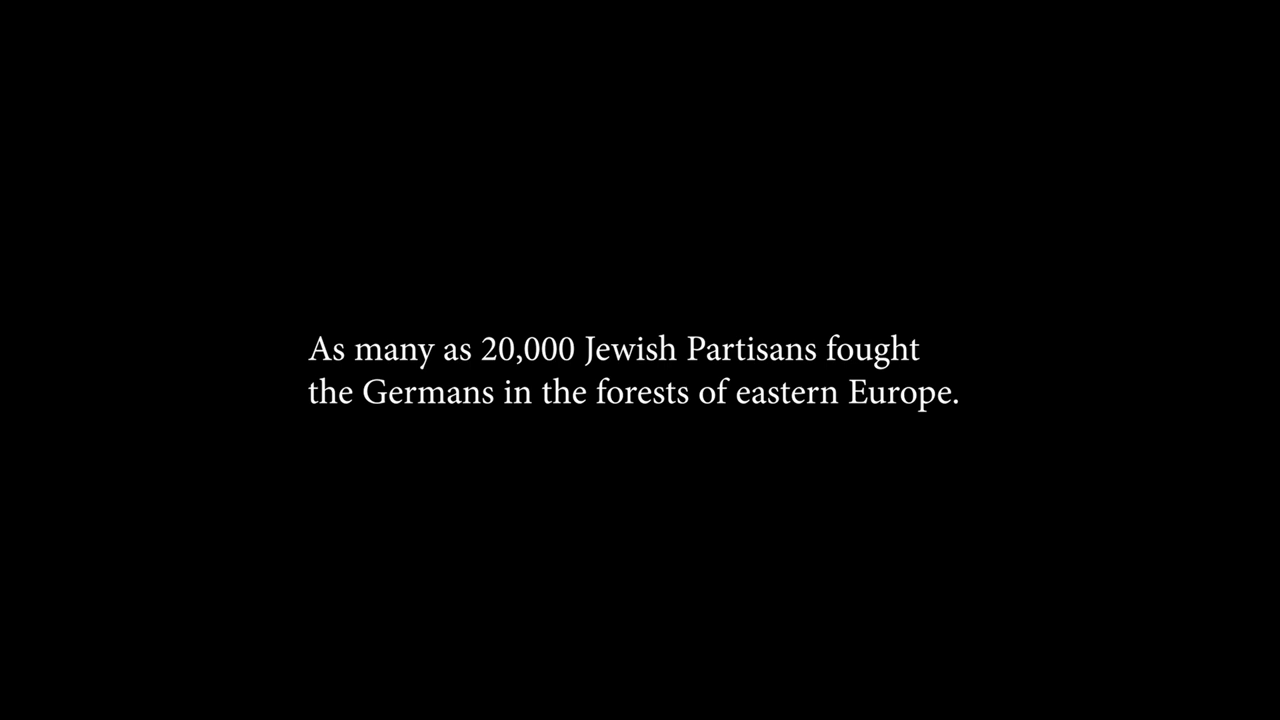 As many as 20,000 Jewish Partisans fought
the Germans in the forests of eastern Europe.